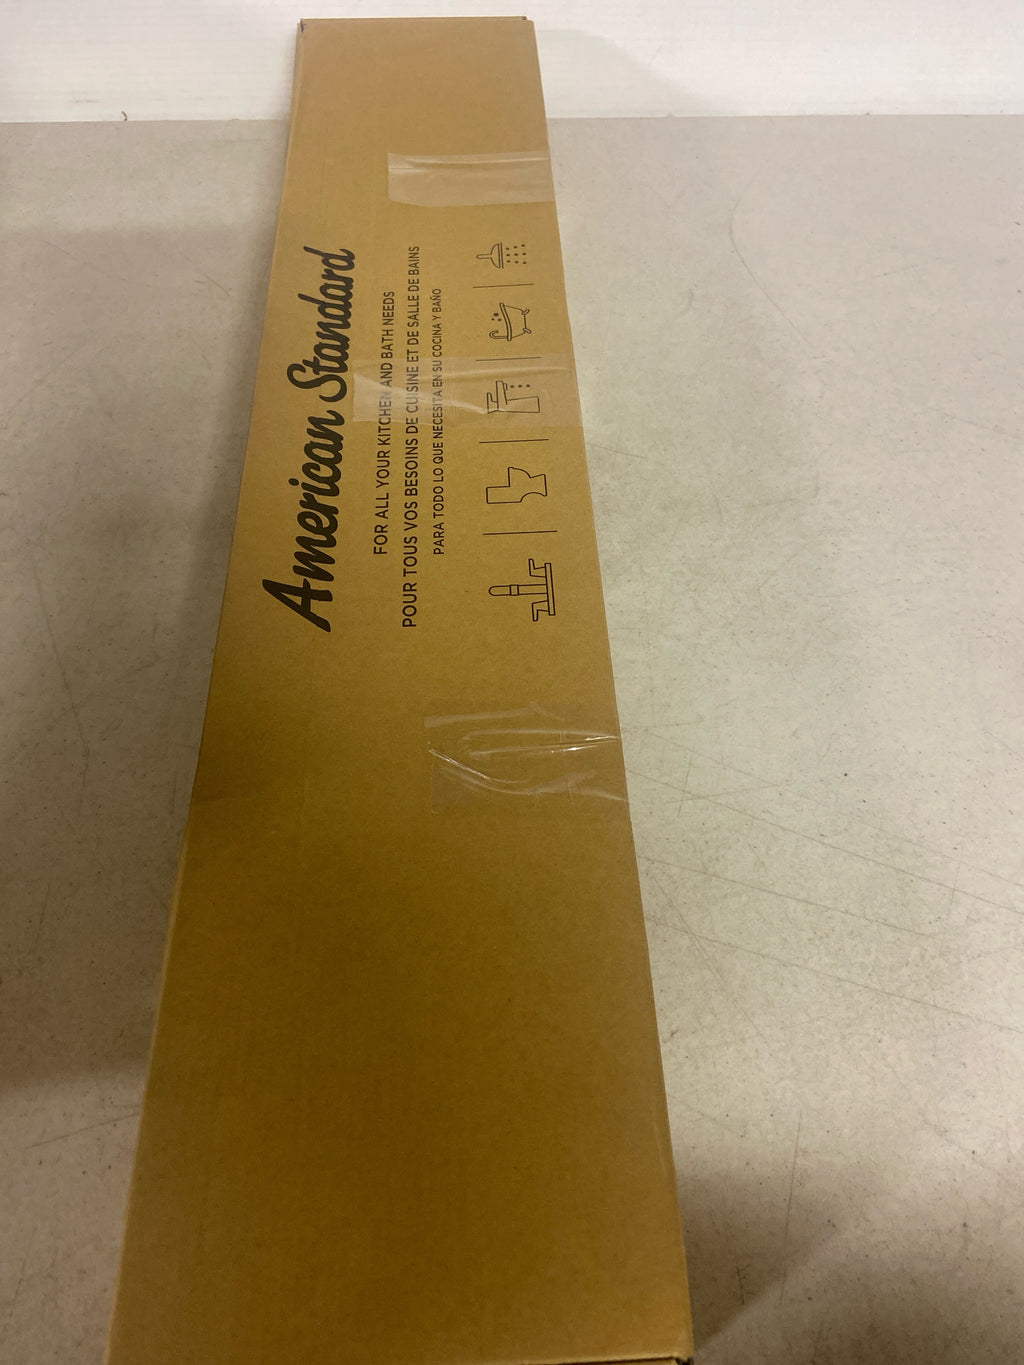 American Standard
FOR ALL YOUR KITCHEN AND BATH NEEDS
POUR TOUS VOS BESOINS DE CUISINE ET DE SALLE DE BAINS
PARA TODO LO QUE NECESITA EN SU COCINA Y BAÑO